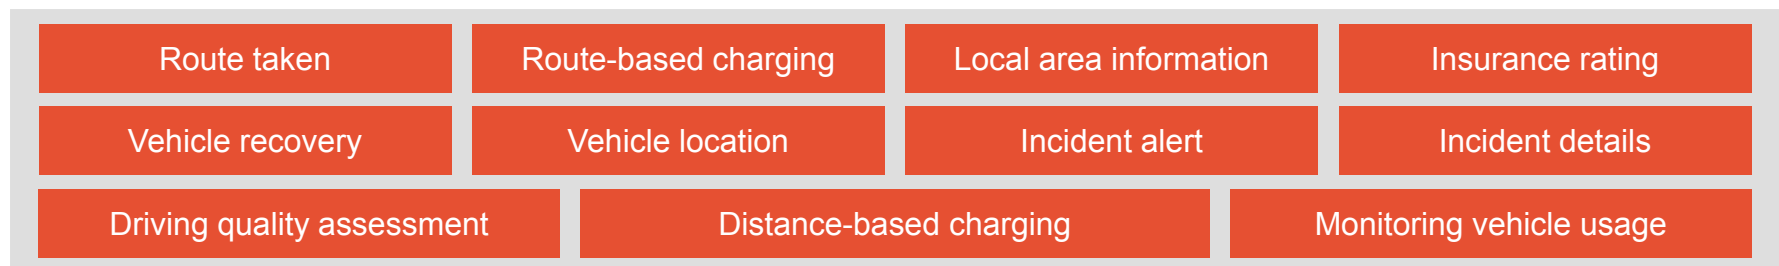 Route taken
Route-based charging
Local area information
Insurance rating
Vehicle recovery
Vehicle location
Incident alert
Incident details
Driving quality assessment
Distance-based charging
Monitoring vehicle usage